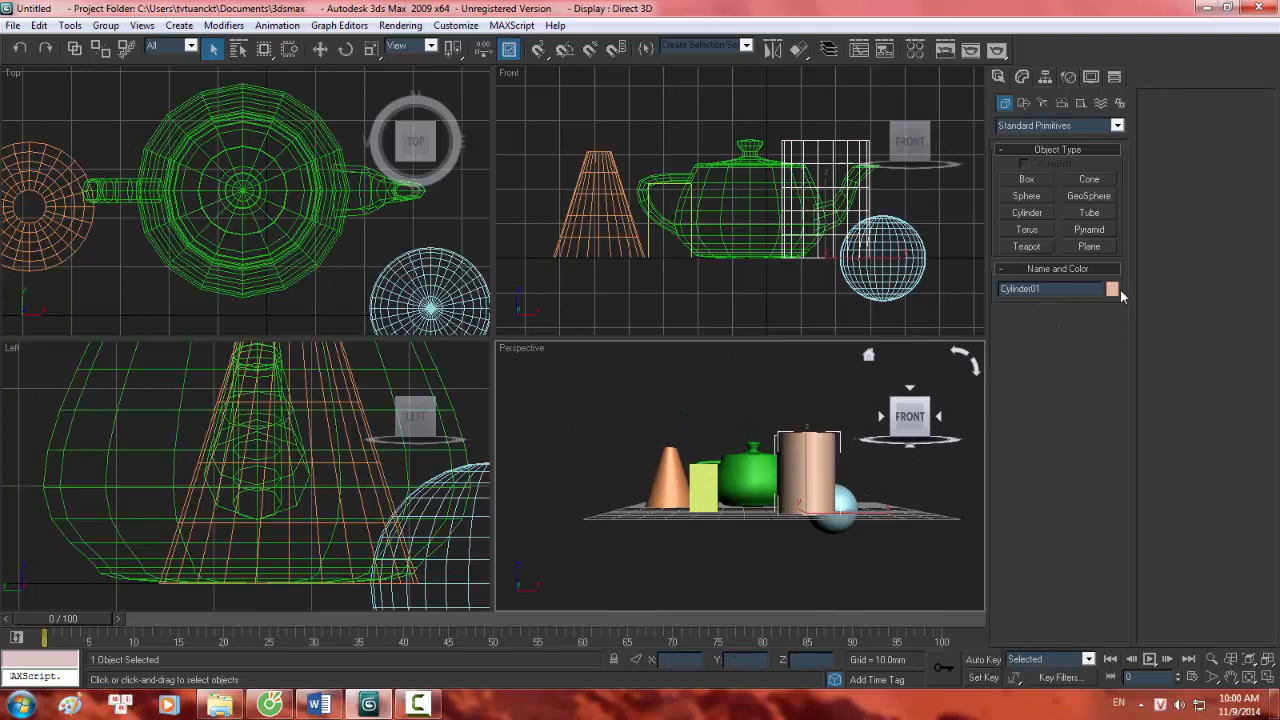 Untitled - Project Folder: C:\Users\tvtuanckt\Documents\3dsmax - Autodesk 3ds Max 2009 x64 - Unregistered Version - Display : Direct 3D
File Edit Tools Group Views Create Modifiers Animation Graph Editors Rendering Customize MAXScript Help
All View Create Selection Se
Top Front
TOP FRONT
Standard Primitives
- Object Type
AutoGrid
Box Cone
Sphere GeoSphere
Cylinder Tube
Torus Pyramid
Teapot Plane
- Name and Color
Cylinder01
Left Perspective
LEFT FRONT
0 / 100
0 5 10 15 20 25 30 35 40 45 50 55 60 65 70 75 80 85 90 95 100
1 Object Selected X: Y: Z: Grid = 10.0mm Auto Key Selected
AXScript. Click or click-and-drag to select objects Add Time Tag Set Key Key Filters... 0
EN 10:00 AM
11/9/2014